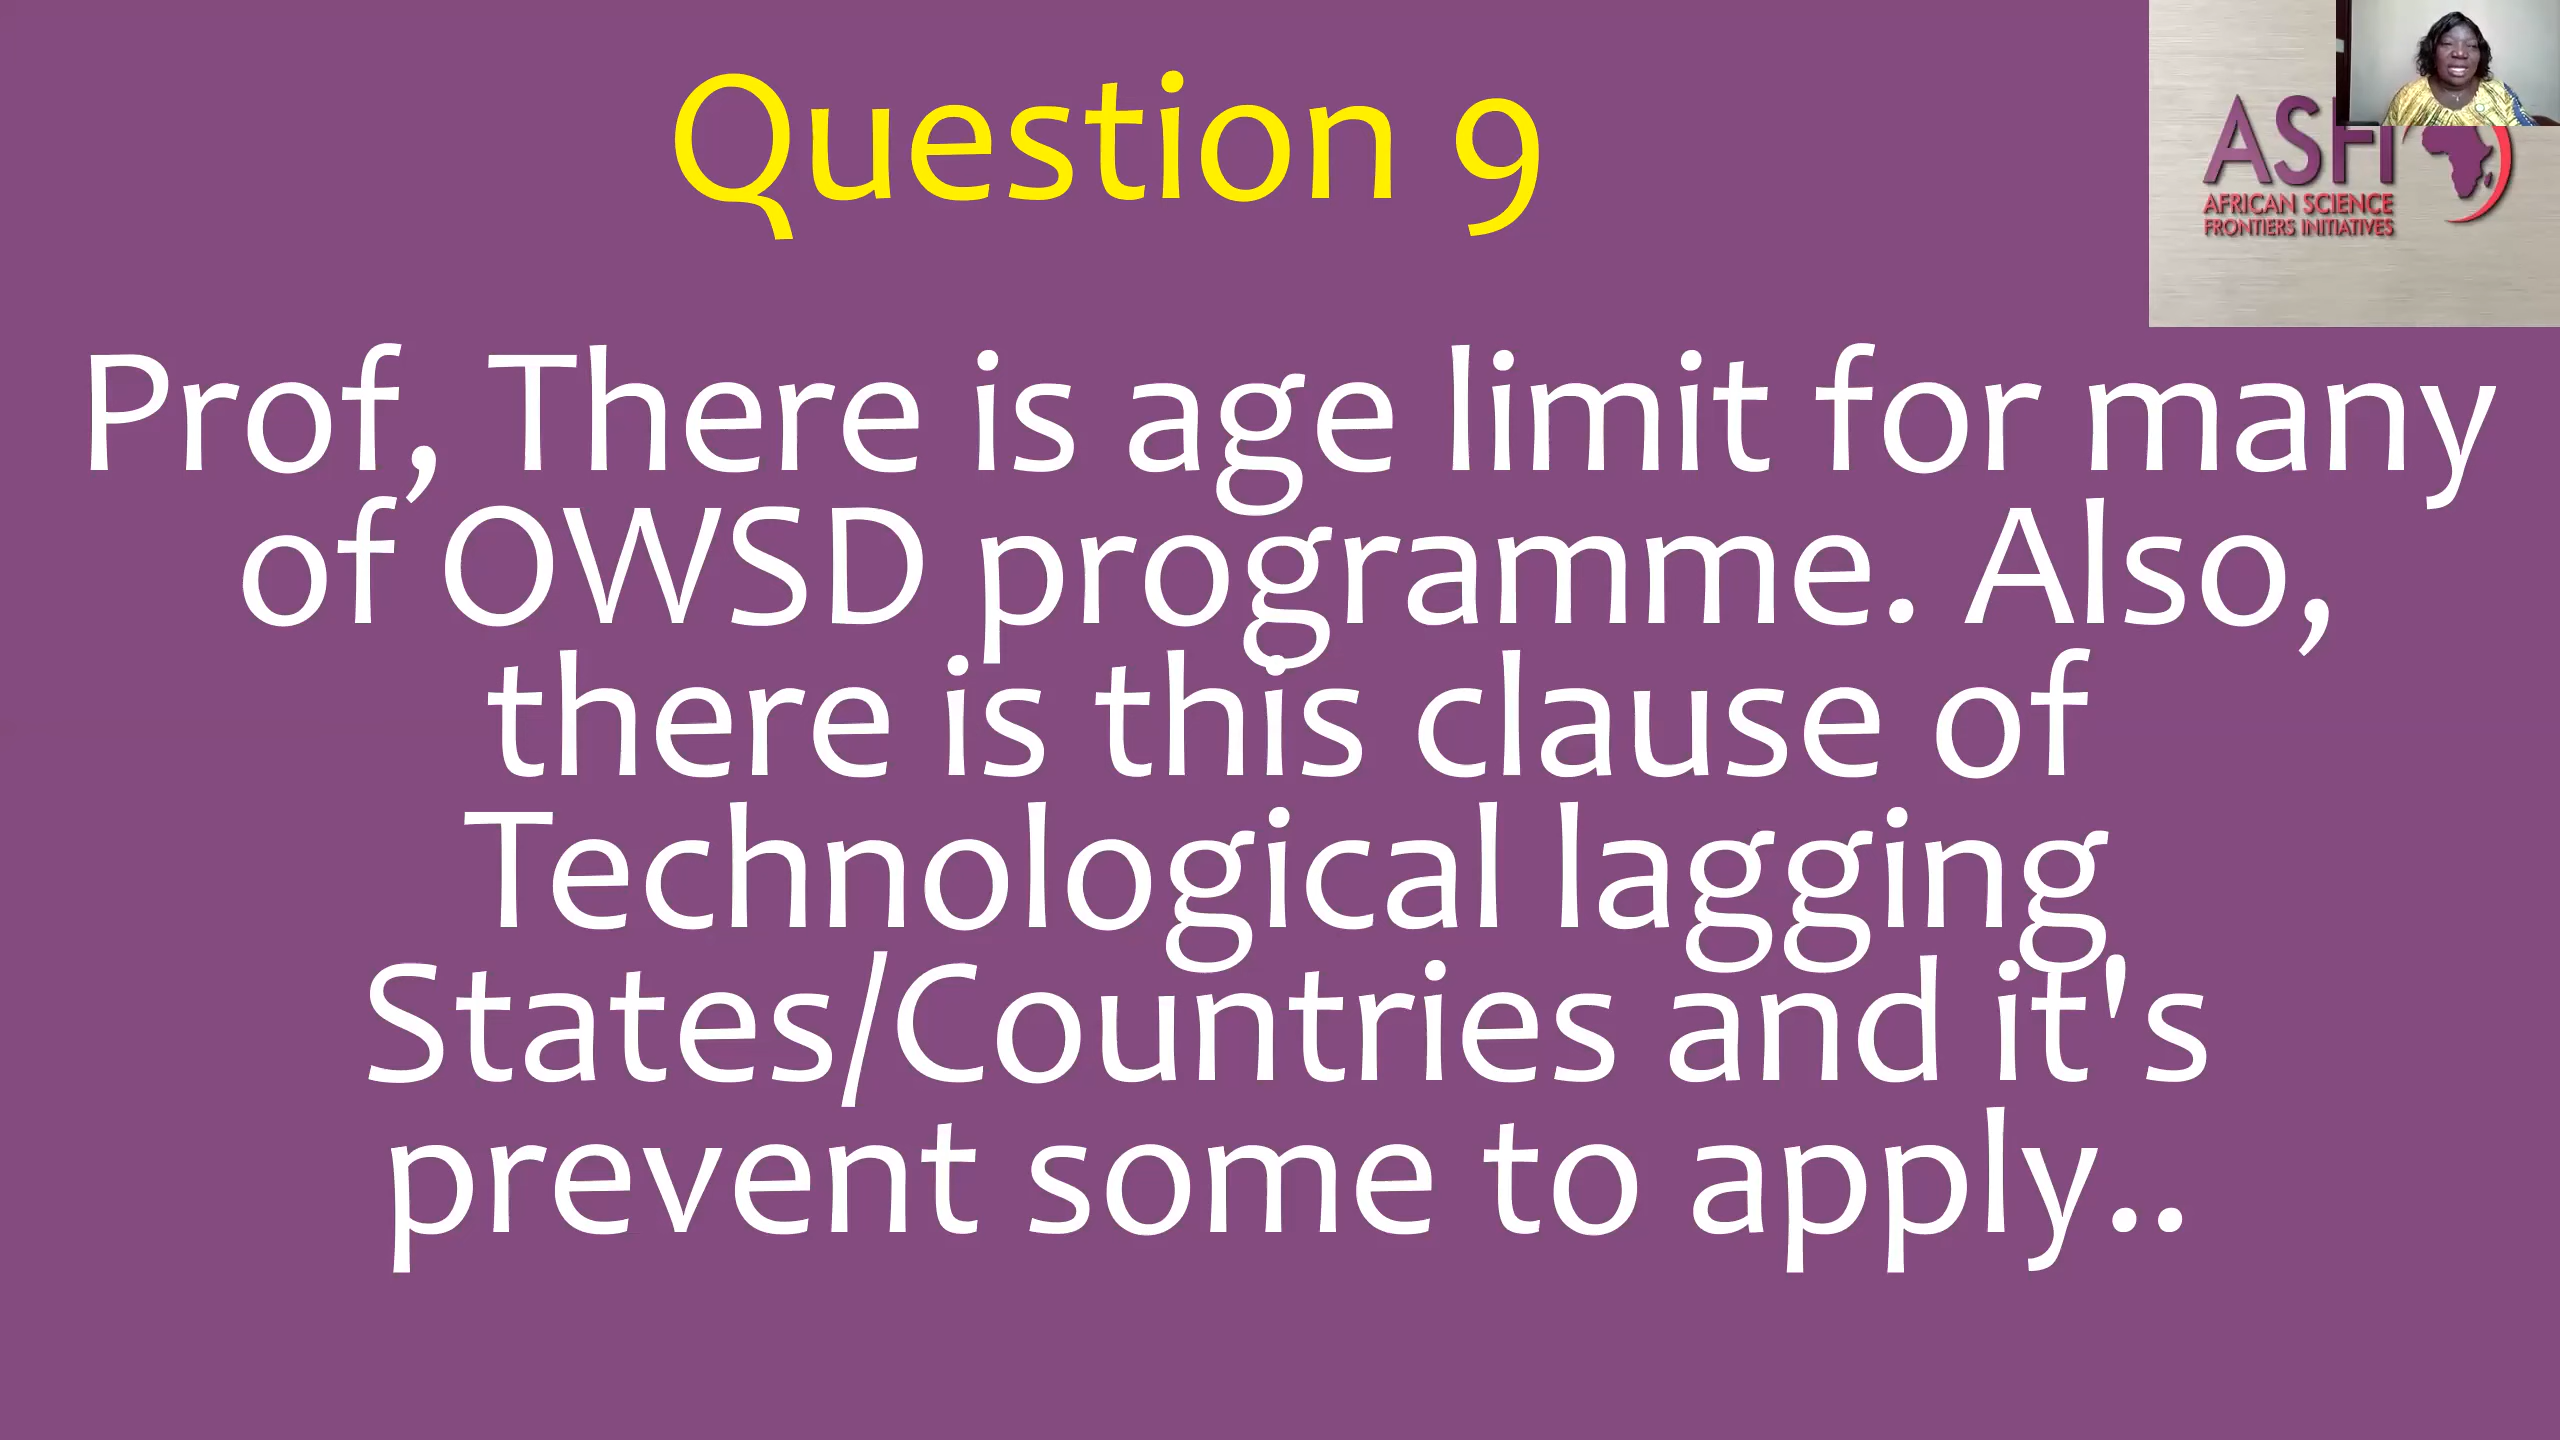 Question 9
ASFI
AFRICAN SCIENCE
FRONTIERS INITIATIVES
Prof, There is age limit for many
of OWSD programme. Also,
there is this clause of
Technological lagging
States/Countries and it's
prevent some to apply..